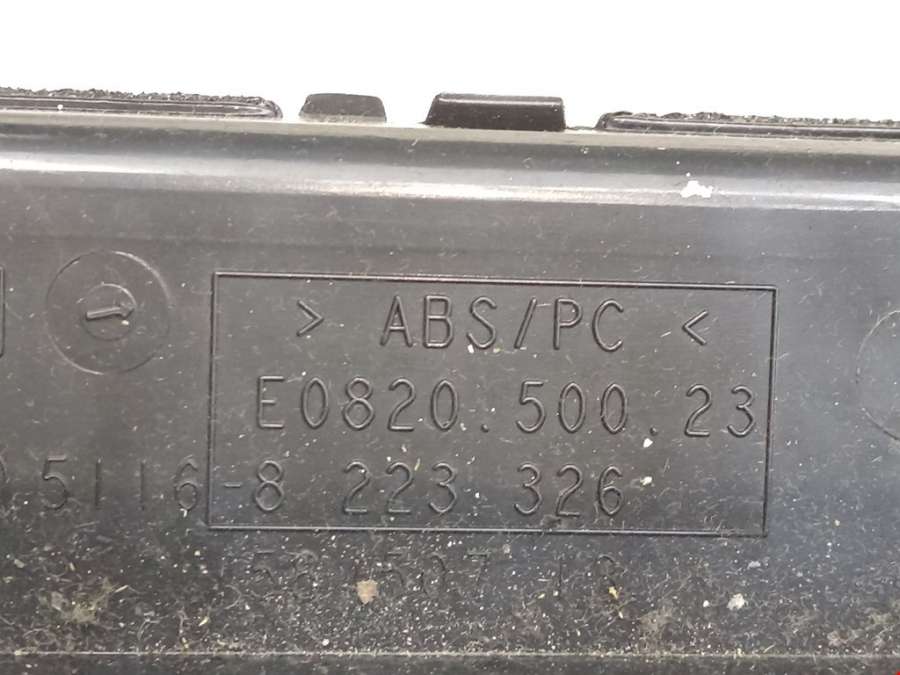 > ABS/PC <
E0820.500.23
5116-8 223 326